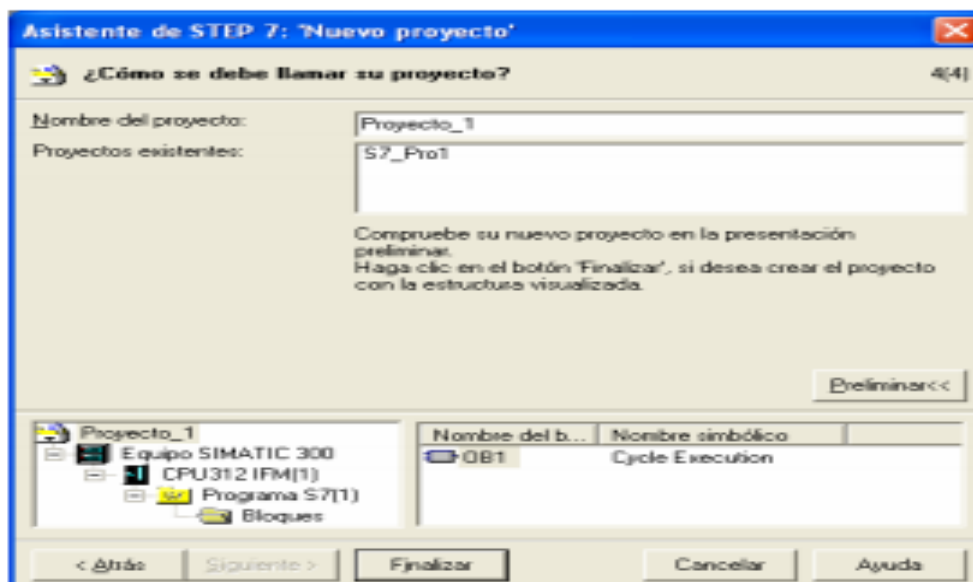 Asistente de STEP 7: 'Nuevo proyecto'
¿Cómo se debe llamar su proyecto?
4(4)
Nombre del proyecto:
Proyecto_1
Proyectos existentes:
S7_Pro1
Compruebe su nuevo proyecto en la presentación
preliminar.
Haga clic en el botón 'Finalizar', si desea crear el proyecto
con la estructura visualizada.
Preliminar<<
Proyecto_1
Equipo SIMATIC 300
CPU312 IFM(1)
Programa S7(1)
Bloques
Nombre del b... Nombre simbólico
OB1 Cycle Execution
< Atrás Siguiente > Finalizar Cancelar Ayuda